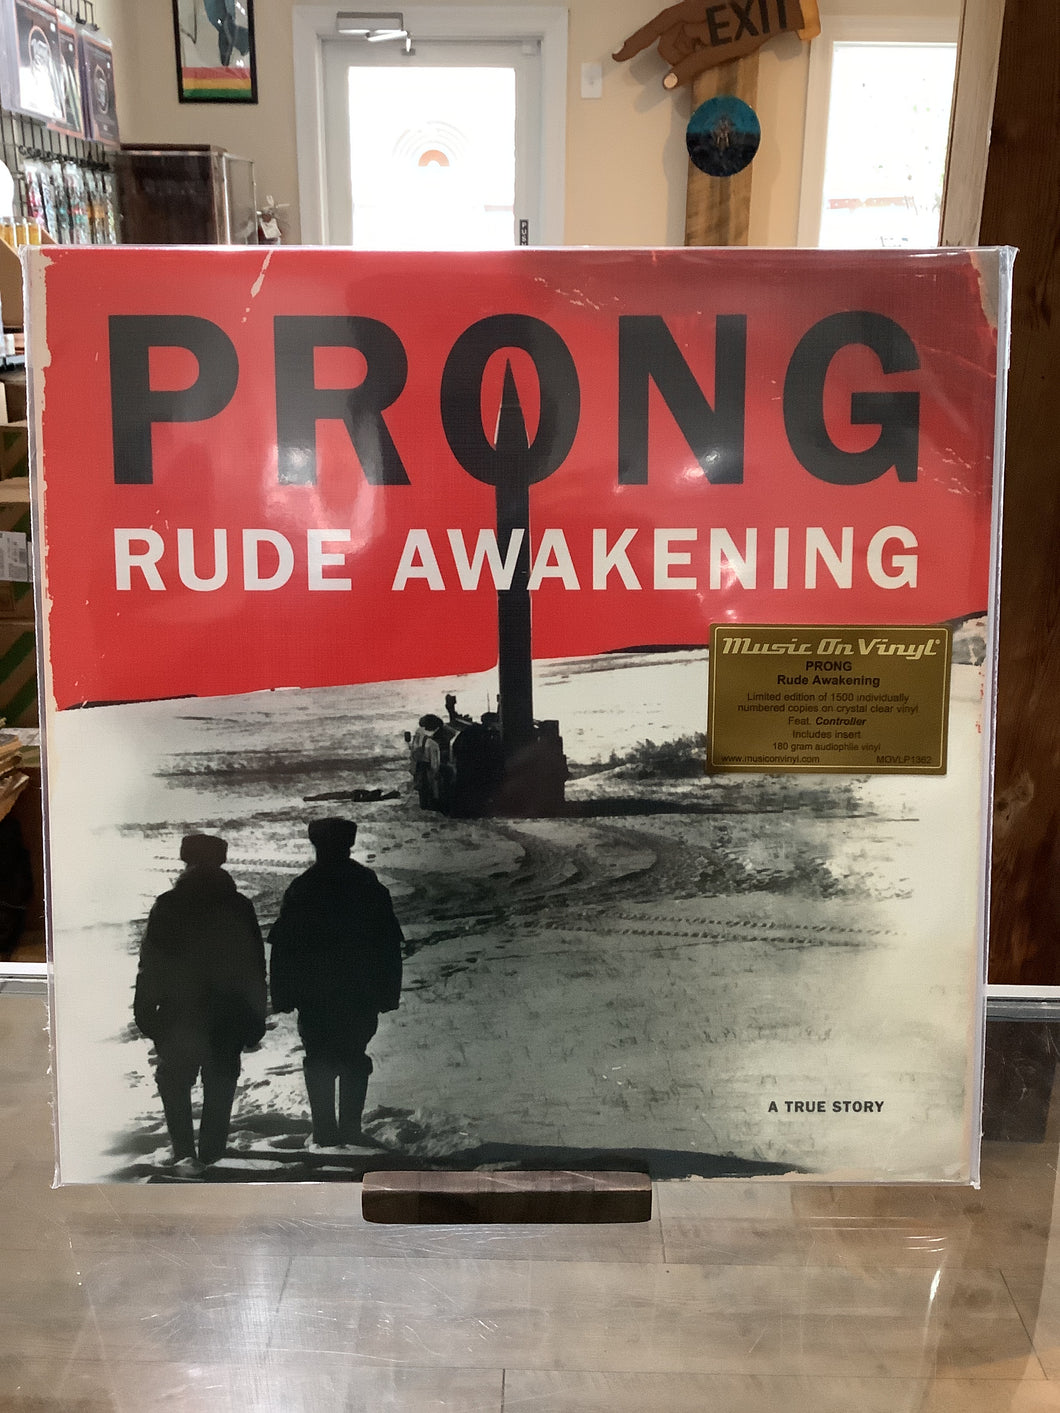 EXIT
PUSH
PRONG
RUDE AWAKENING
Music On Vinyl
PRONG
Rude Awakening
Limited edition of 1500 individually
numbered copies on crystal clear vinyl
Feat. Controller
Includes insert
180 gram audiophile vinyl
www.musiconvinyl.com MOVLP1362
A TRUE STORY